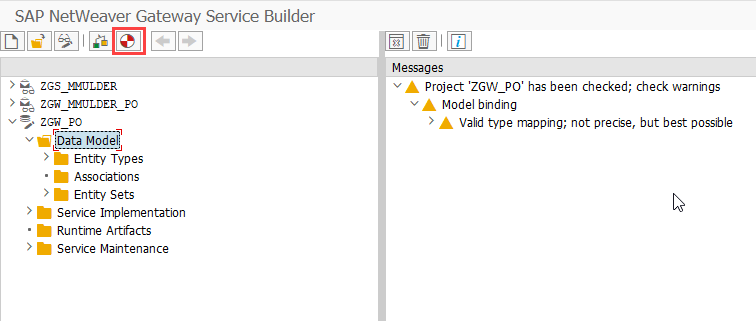 SAP NetWeaver Gateway Service Builder
Messages
ZGS_MMULDER
ZGW_MMULDER_PO
ZGW_PO
Data Model
Entity Types
Associations
Entity Sets
Service Implementation
Runtime Artifacts
Service Maintenance
Project 'ZGW_PO' has been checked; check warnings
Model binding
Valid type mapping; not precise, but best possible